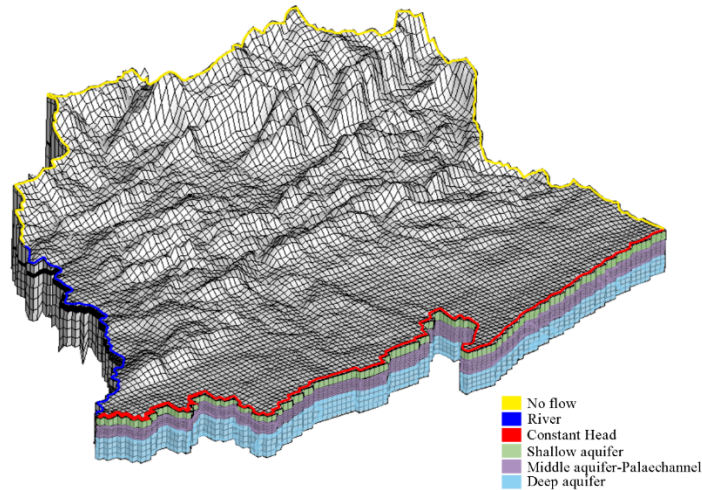 No flow
River
Constant Head
Shallow aquifer
Middle aquifer-Palaechannel
Deep aquifer